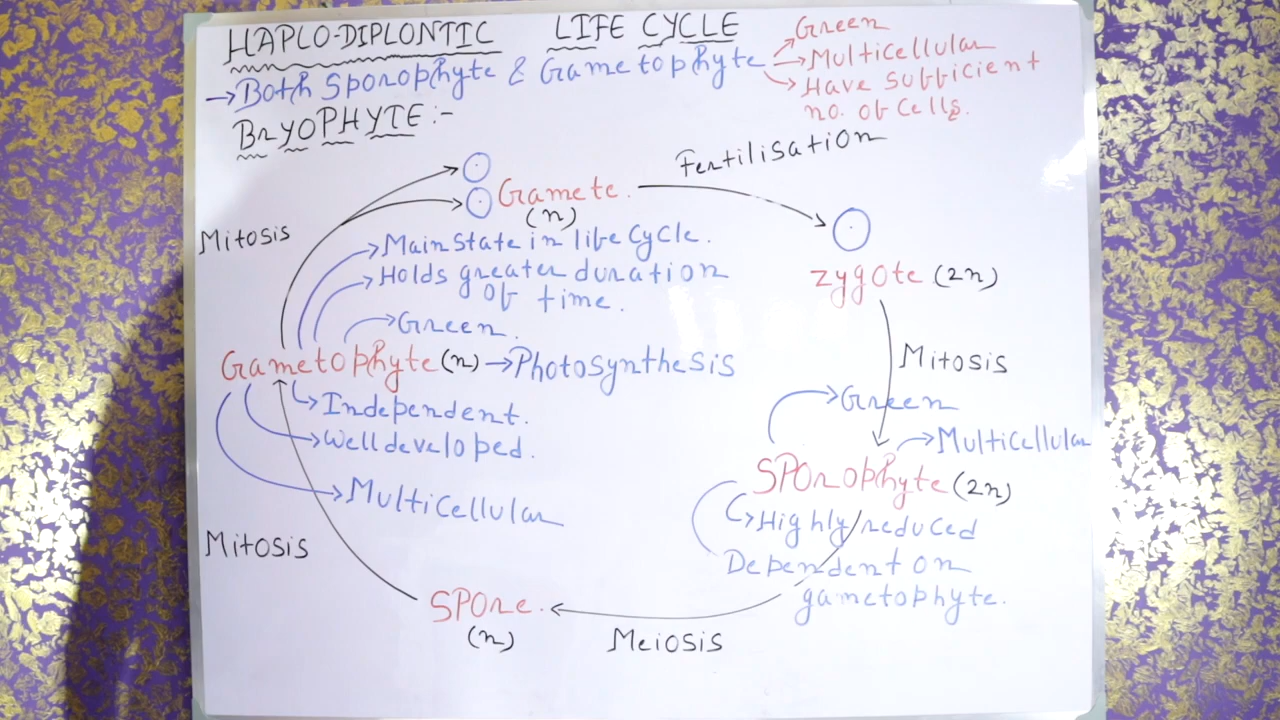 HAPLO-DIPLONTIC LIFE CYCLE
→Both Sporophyte & Gametophyte
→Green
→Multicellular
→Have sufficient
no. of cells.
BryOPHYTE:-
Fertilisation
Gamete.
(n)
Mitosis
→Main state in life cycle.
→Holds greater duration
of time.
zygote (2n)
→Green.
Mitosis
Gametophyte(n)→Photosynthesis
→Independent.
→Green
→well developed.
→Multicellular
SPOrophyte (2n)
→Multicellular
→Highly reduced
Mitosis
Dependent on
gametophyte.
SPOre.
(n)
Meiosis